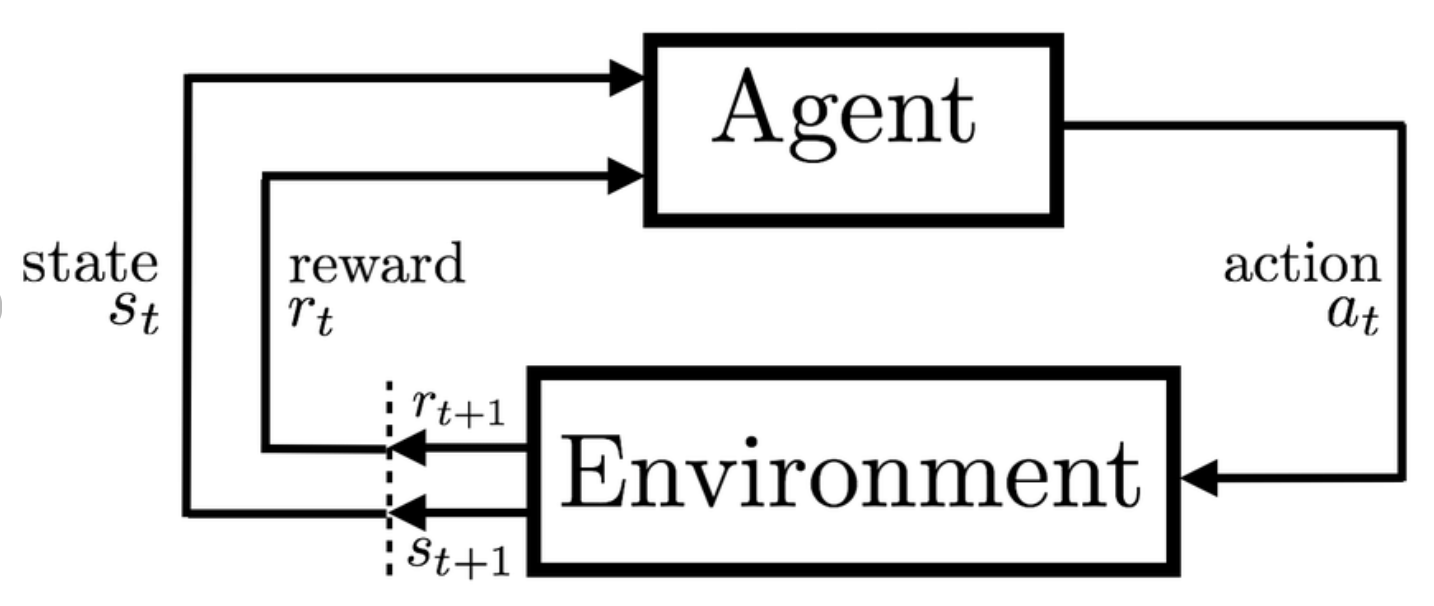 Agent
state
s_t
reward
r_t
action
a_t
r_{t+1}
Environment
s_{t+1}